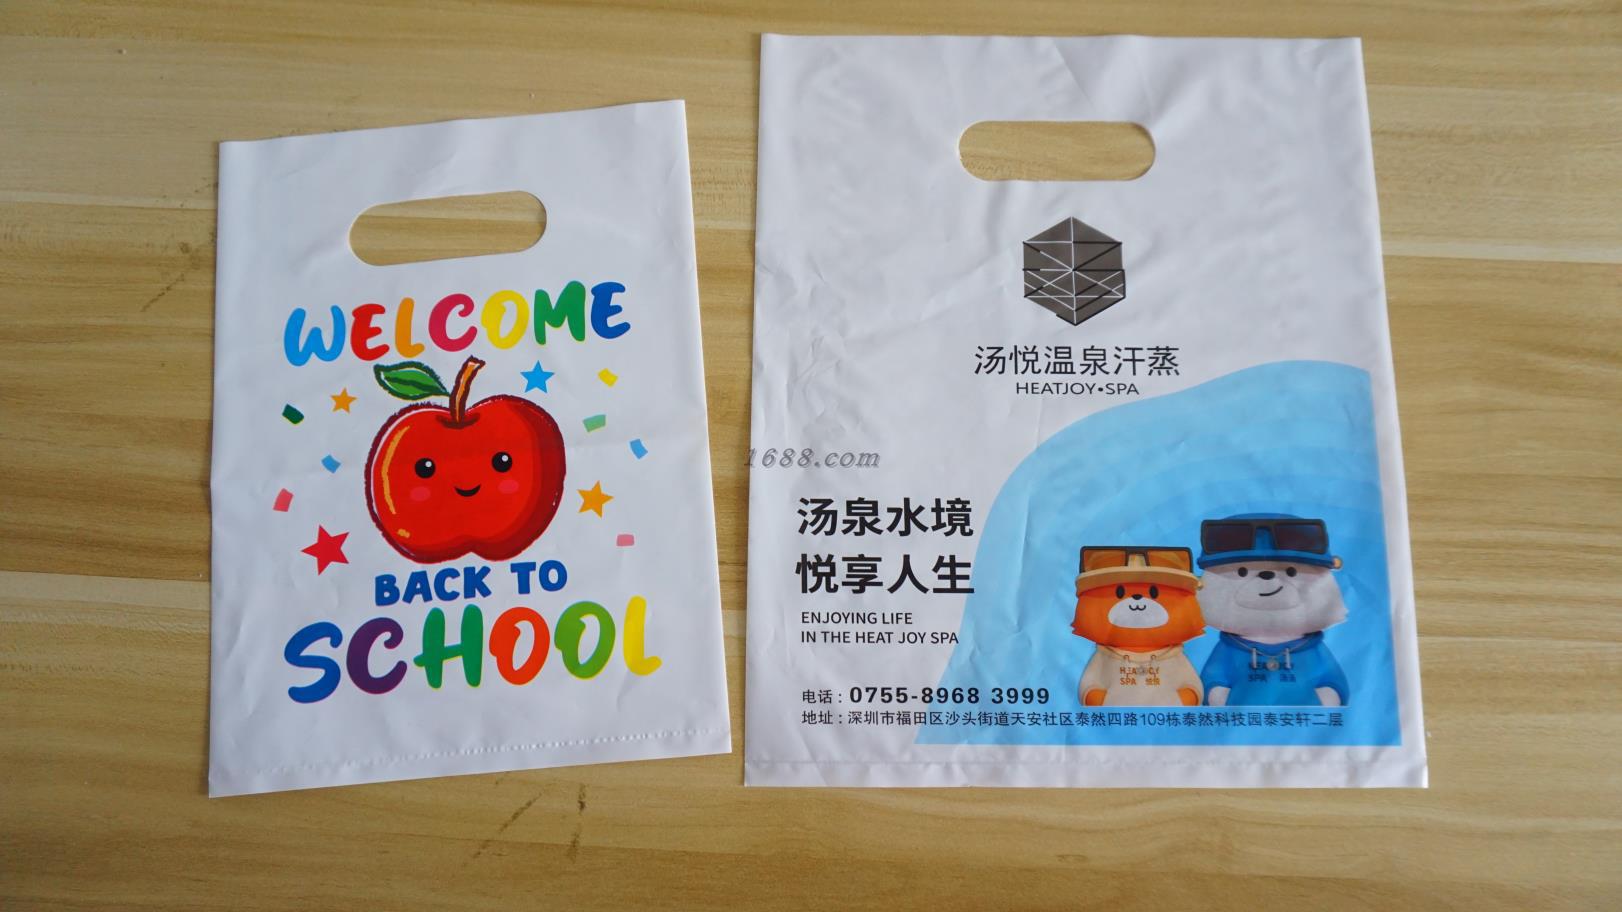 WELCOME
BACK TO
SCHOOL
汤悦温泉汗蒸
HEATJOY•SPA
1688.com
汤泉水境
悦享人生
ENJOYING LIFE
IN THE HEAT JOY SPA
电话：0755-8968 3999
地址：深圳市福田区沙头街道天安社区泰然四路109栋泰然科技园泰安轩二层
SPA
SPA